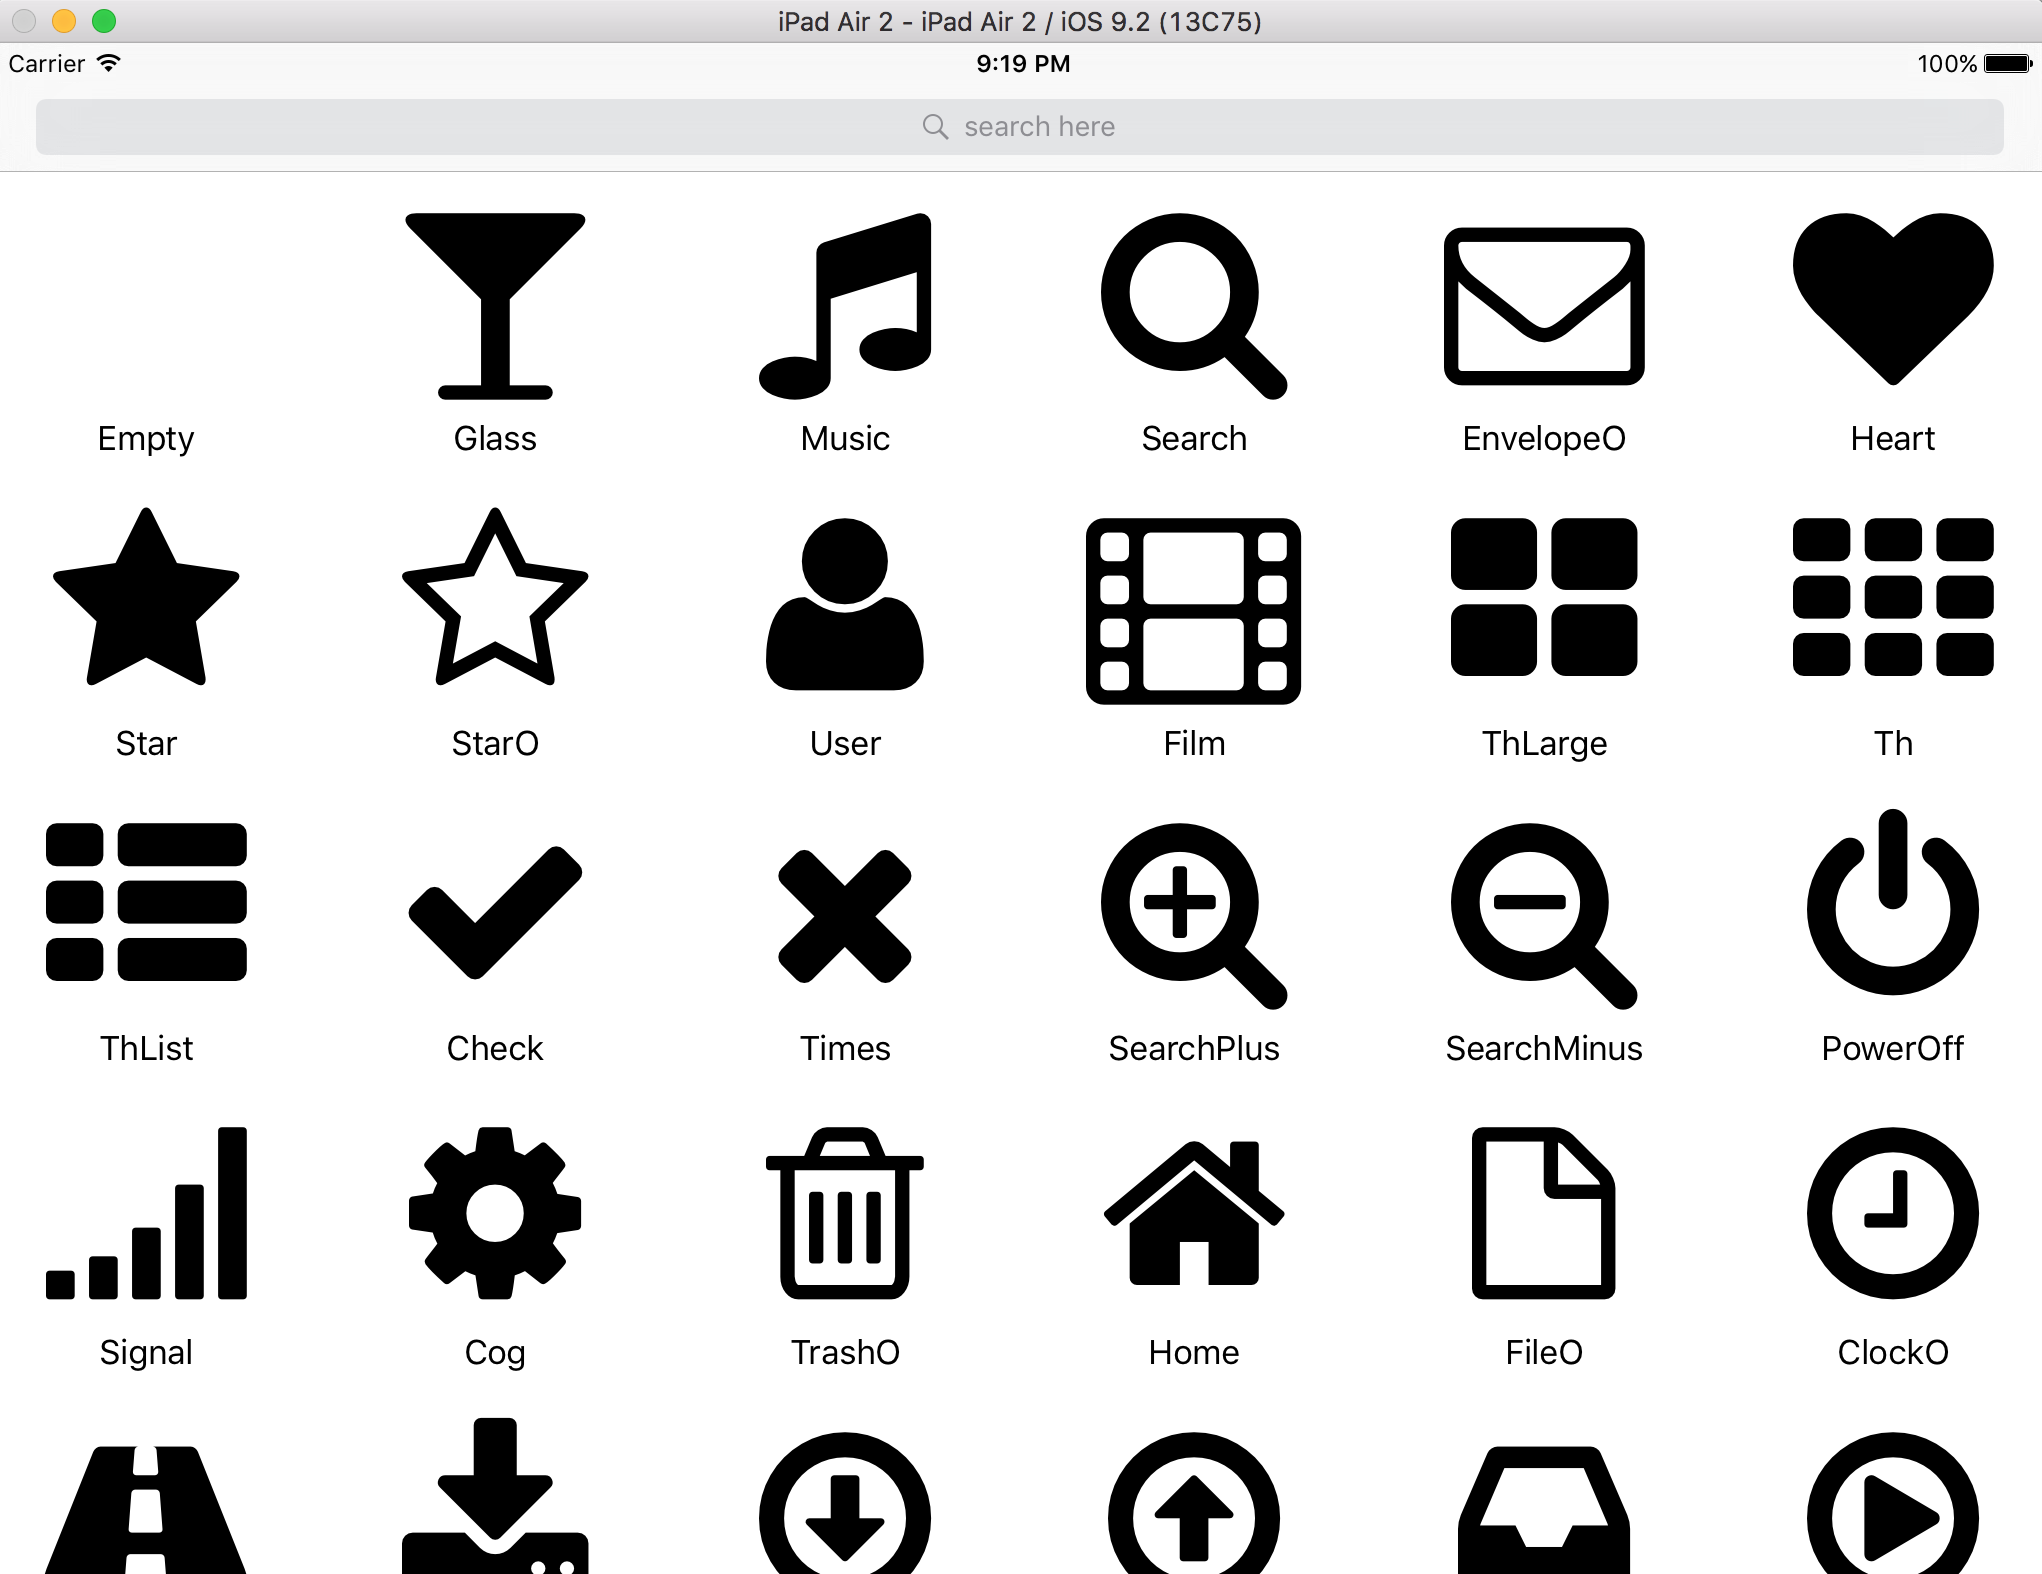 iPad Air 2 - iPad Air 2 / iOS 9.2 (13C75)
Carrier 9:19 PM 100%
search here
Empty Glass Music Search EnvelopeO Heart
Star StarO User Film ThLarge Th
ThList Check Times SearchPlus SearchMinus PowerOff
Signal Cog TrashO Home FileO ClockO